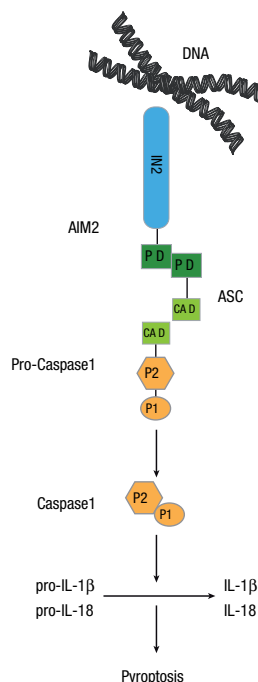 DNA
IN2
AIM2
P D
P D
ASC
CA D
CA D
Pro-Caspase1
P2
P1
Caspase1
P2
P1
pro-IL-1β IL-1β
pro-IL-18 IL-18
Pyroptosis